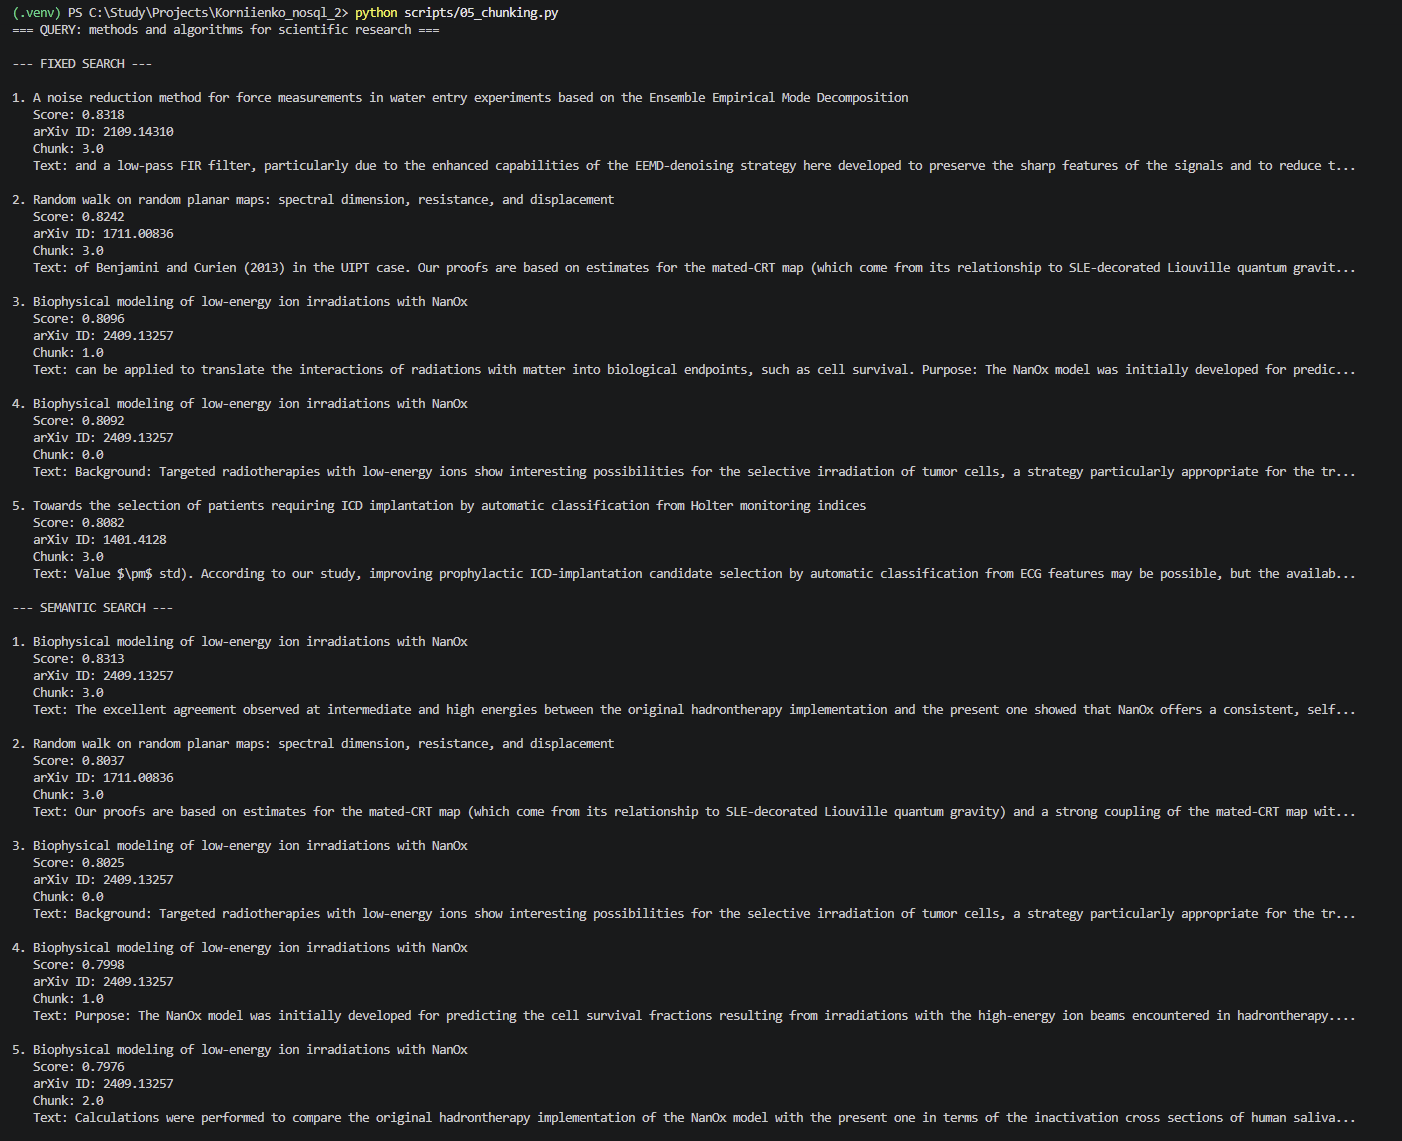 (.venv) PS C:\Study\Projects\Korniienko_nosql_2> python scripts/05_chunking.py
=== QUERY: methods and algorithms for scientific research ===
--- FIXED SEARCH ---
1. A noise reduction method for force measurements in water entry experiments based on the Ensemble Empirical Mode Decomposition
Score: 0.8318
arXiv ID: 2109.14310
Chunk: 3.0
Text: and a low-pass FIR filter, particularly due to the enhanced capabilities of the EEMD-denoising strategy here developed to preserve the sharp features of the signals and to reduce t...
2. Random walk on random planar maps: spectral dimension, resistance, and displacement
Score: 0.8242
arXiv ID: 1711.00836
Chunk: 3.0
Text: of Benjamini and Curien (2013) in the UIPT case. Our proofs are based on estimates for the mated-CRT map (which come from its relationship to SLE-decorated Liouville quantum gravit...
3. Biophysical modeling of low-energy ion irradiations with NanOx
Score: 0.8096
arXiv ID: 2409.13257
Chunk: 1.0
Text: can be applied to translate the interactions of radiations with matter into biological endpoints, such as cell survival. Purpose: The NanOx model was initially developed for predic...
4. Biophysical modeling of low-energy ion irradiations with NanOx
Score: 0.8092
arXiv ID: 2409.13257
Chunk: 0.0
Text: Background: Targeted radiotherapies with low-energy ions show interesting possibilities for the selective irradiation of tumor cells, a strategy particularly appropriate for the tr...
5. Towards the selection of patients requiring ICD implantation by automatic classification from Holter monitoring indices
Score: 0.8082
arXiv ID: 1401.4128
Chunk: 3.0
Text: Value $\pm$ std). According to our study, improving prophylactic ICD-implantation candidate selection by automatic classification from ECG features may be possible, but the availab...
--- SEMANTIC SEARCH ---
1. Biophysical modeling of low-energy ion irradiations with NanOx
Score: 0.8313
arXiv ID: 2409.13257
Chunk: 3.0
Text: The excellent agreement observed at intermediate and high energies between the original hadrontherapy implementation and the present one showed that NanOx offers a consistent, self...
2. Random walk on random planar maps: spectral dimension, resistance, and displacement
Score: 0.8037
arXiv ID: 1711.00836
Chunk: 3.0
Text: Our proofs are based on estimates for the mated-CRT map (which come from its relationship to SLE-decorated Liouville quantum gravity) and a strong coupling of the mated-CRT map wit...
3. Biophysical modeling of low-energy ion irradiations with NanOx
Score: 0.8025
arXiv ID: 2409.13257
Chunk: 0.0
Text: Background: Targeted radiotherapies with low-energy ions show interesting possibilities for the selective irradiation of tumor cells, a strategy particularly appropriate for the tr...
4. Biophysical modeling of low-energy ion irradiations with NanOx
Score: 0.7998
arXiv ID: 2409.13257
Chunk: 1.0
Text: Purpose: The NanOx model was initially developed for predicting the cell survival fractions resulting from irradiations with the high-energy ion beams encountered in hadrontherapy....
5. Biophysical modeling of low-energy ion irradiations with NanOx
Score: 0.7976
arXiv ID: 2409.13257
Chunk: 2.0
Text: Calculations were performed to compare the original hadrontherapy implementation of the NanOx model with the present one in terms of the inactivation cross sections of human saliva...